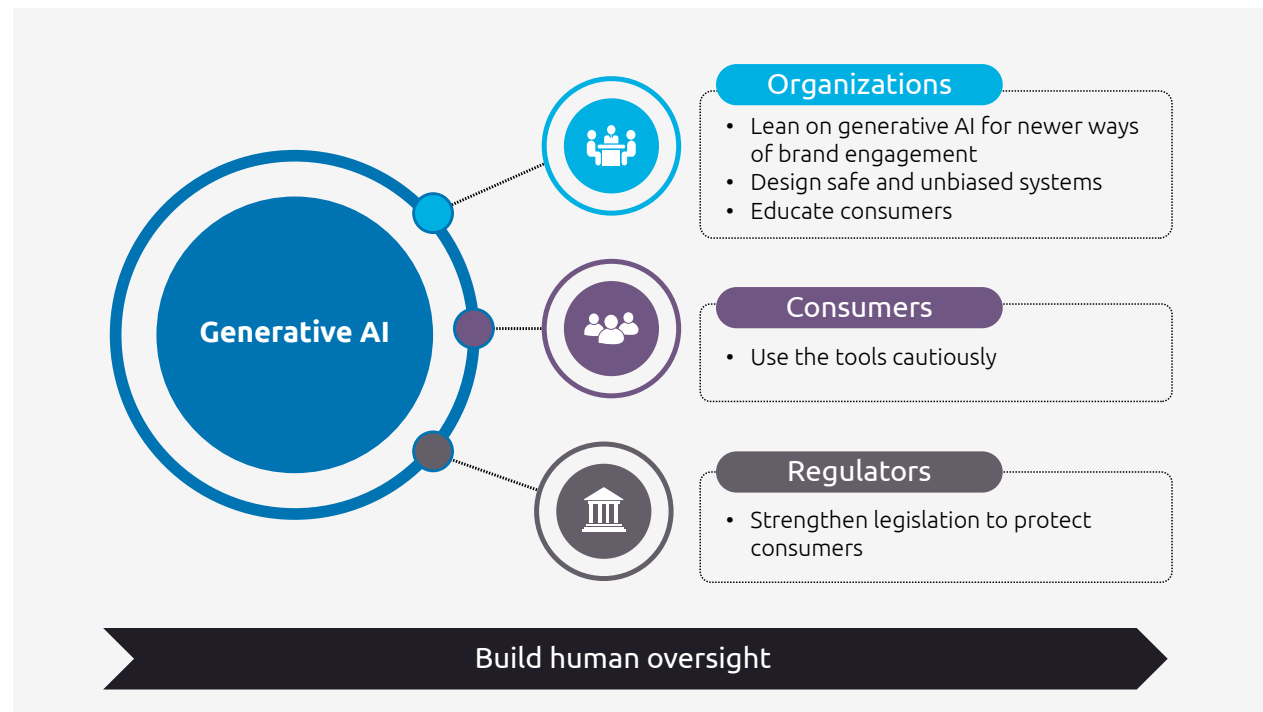 Generative AI
Organizations
• Lean on generative AI for newer ways
of brand engagement
• Design safe and unbiased systems
• Educate consumers
Consumers
• Use the tools cautiously
Regulators
• Strengthen legislation to protect
consumers
Build human oversight